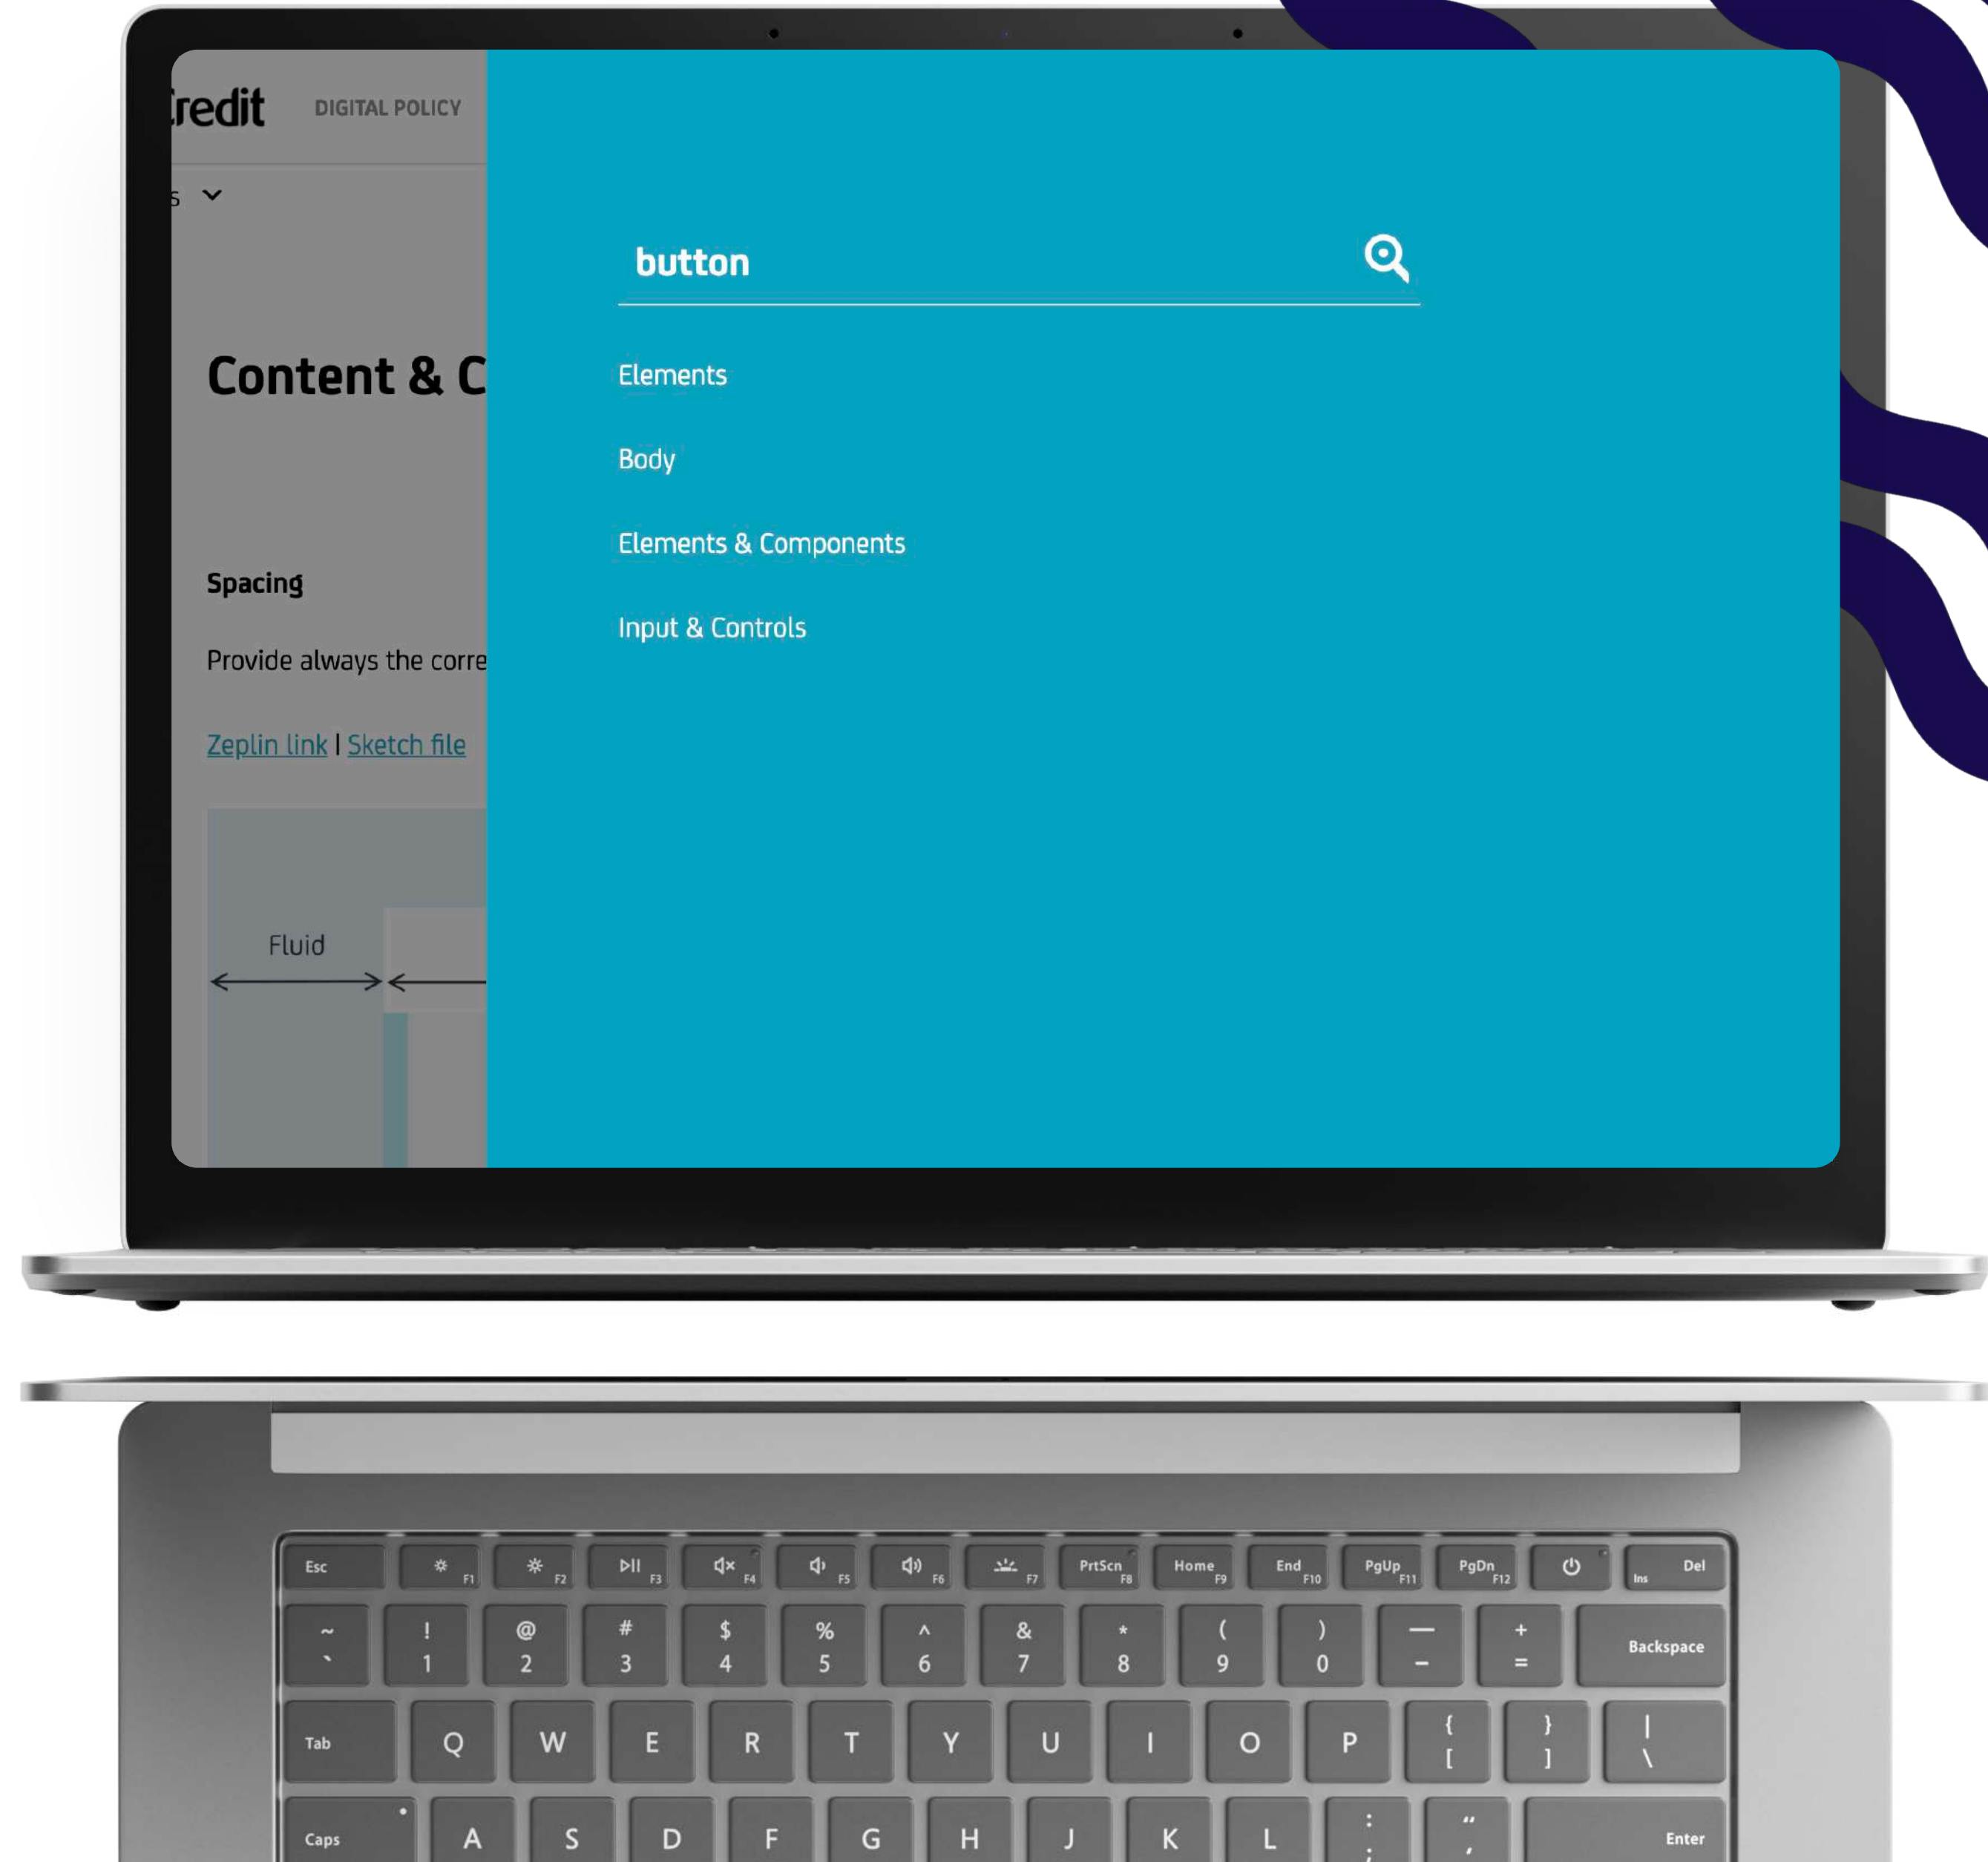 Credit DIGITAL POLICY
s
button
Content & C
Elements
Body
Elements & Components
Input & Controls
Spacing
Provide always the corre
Zeplin link | Sketch file
Fluid
Esc F1 F2 F3 F4 F5 F6 F7 PrtScn F8 Home F9 End F10 PgUp F11 PgDn F12 Ins Del
~ ! @ # $ % ^ & * ( ) — +
` 1 2 3 4 5 6 7 8 9 0 - = Backspace
Tab Q W E R T Y U I O P { [ } ] | \
Caps A S D F G H J K L : ; “ ‘ Enter